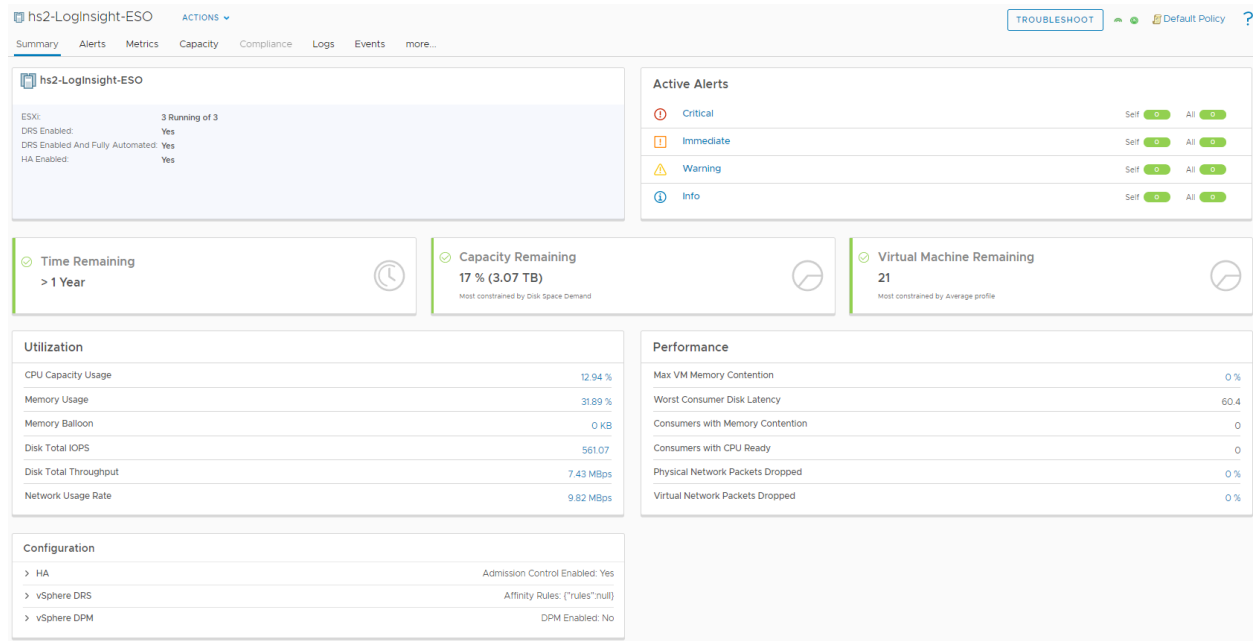 hs2-LogInsight-ESO ACTIONS TROUBLESHOOT Default Policy ?
Summary Alerts Metrics Capacity Compliance Logs Events more...
hs2-LogInsight-ESO
ESXi: 3 Running of 3
DRS Enabled: Yes
DRS Enabled And Fully Automated: Yes
HA Enabled: Yes
Active Alerts
Critical Self 0 All 0
Immediate Self 0 All 0
Warning Self 0 All 0
Info Self 0 All 0
Time Remaining
> 1 Year
Capacity Remaining
17 % (3.07 TB)
Most constrained by Disk Space Demand
Virtual Machine Remaining
21
Most constrained by Average profile
Utilization
CPU Capacity Usage 12.94 %
Memory Usage 31.89 %
Memory Balloon 0 KB
Disk Total IOPS 561.07
Disk Total Throughput 7.43 MBps
Network Usage Rate 9.82 MBps
Performance
Max VM Memory Contention 0 %
Worst Consumer Disk Latency 60.4
Consumers with Memory Contention 0
Consumers with CPU Ready 0
Physical Network Packets Dropped 0 %
Virtual Network Packets Dropped 0 %
Configuration
> HA Admission Control Enabled: Yes
> vSphere DRS Affinity Rules: {"rules":null}
> vSphere DPM DPM Enabled: No